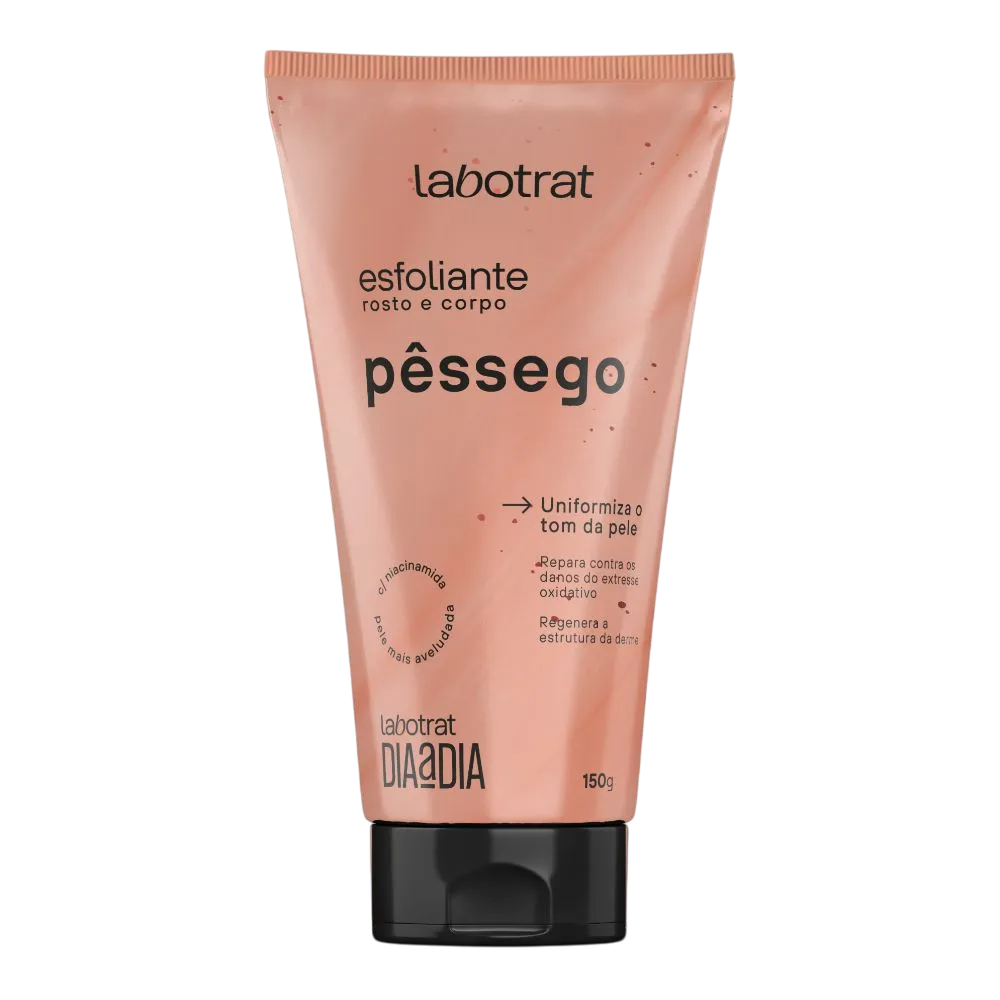 labotrat
esfoliante
rosto e corpo
pêssego
→ Uniformiza o
tom da pele
Repara contra os
danos do extresse
oxidativo
Regenera a
estrutura da derme
c/ niacinamida
pele mais aveludada
labotrat
DIAaDIA
150g